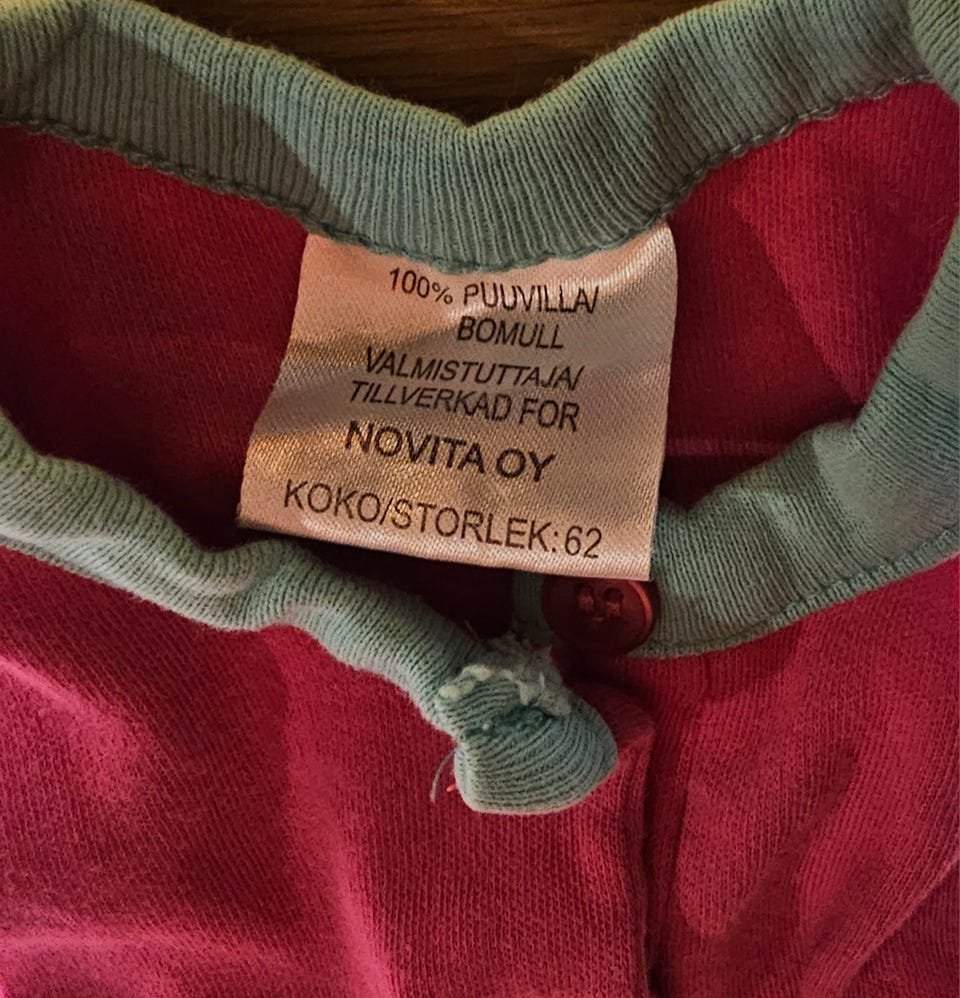 100% PUUVILLA/
BOMULL
VALMISTUTTAJA/
TILLVERKAD FOR
NOVITA OY
KOKO/STORLEK:62